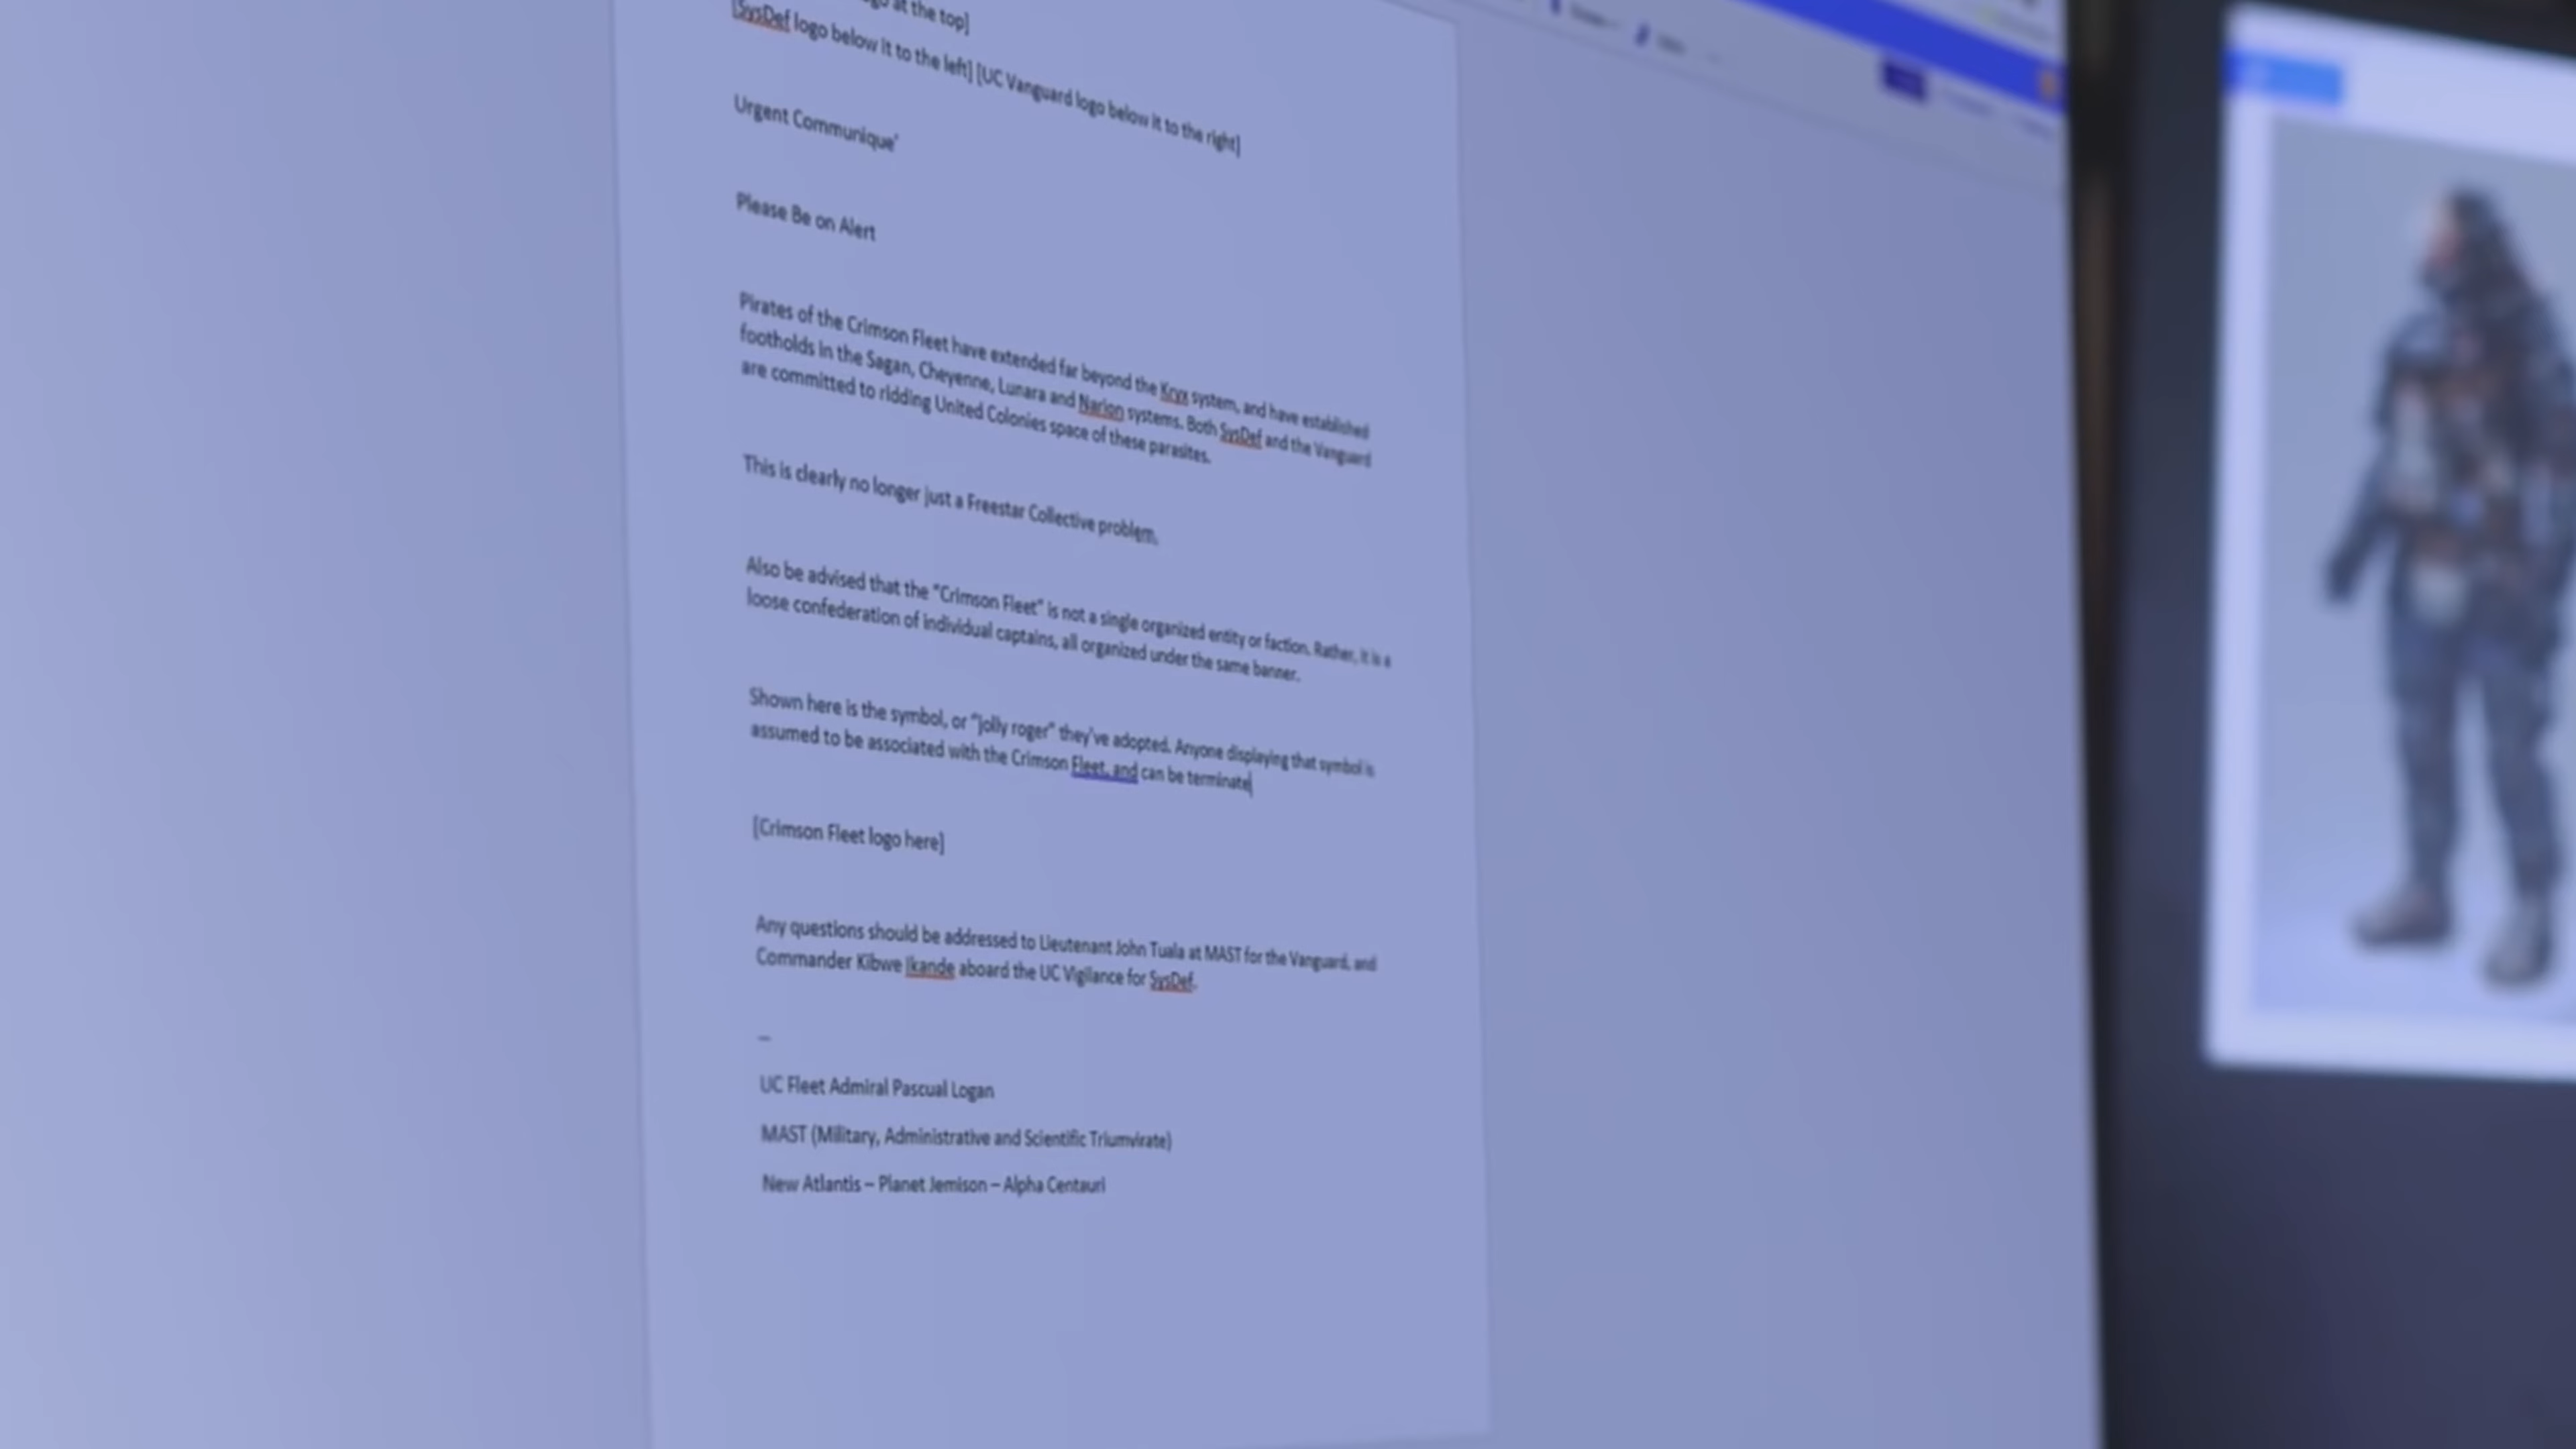 at the top]
[SysDef logo below it to the left] [UC Vanguard logo below it to the right]
Urgent Communique'
Please Be on Alert
Pirates of the Crimson Fleet have extended far beyond the Kryx system, and have established
footholds in the Sagan, Cheyenne, Lunara and Narion systems. Both SysDef and the Vanguard
are committed to ridding United Colonies space of these parasites.
This is clearly no longer just a Freestar Collective problem.
Also be advised that the "Crimson Fleet" is not a single organized entity or faction. Rather, it is a
loose confederation of individual captains, all organized under the same banner.
Shown here is the symbol, or "jolly roger" they've adopted. Anyone displaying that symbol is
assumed to be associated with the Crimson Fleet, and can be terminate
[Crimson Fleet logo here]
Any questions should be addressed to Lieutenant John Tuala at MAST for the Vanguard, and
Commander Kibwe Ikande aboard the UC Vigilance for SysDef.
—
UC Fleet Admiral Pascual Logan
MAST (Military, Administrative and Scientific Triumvirate)
New Atlantis – Planet Jemison – Alpha Centauri